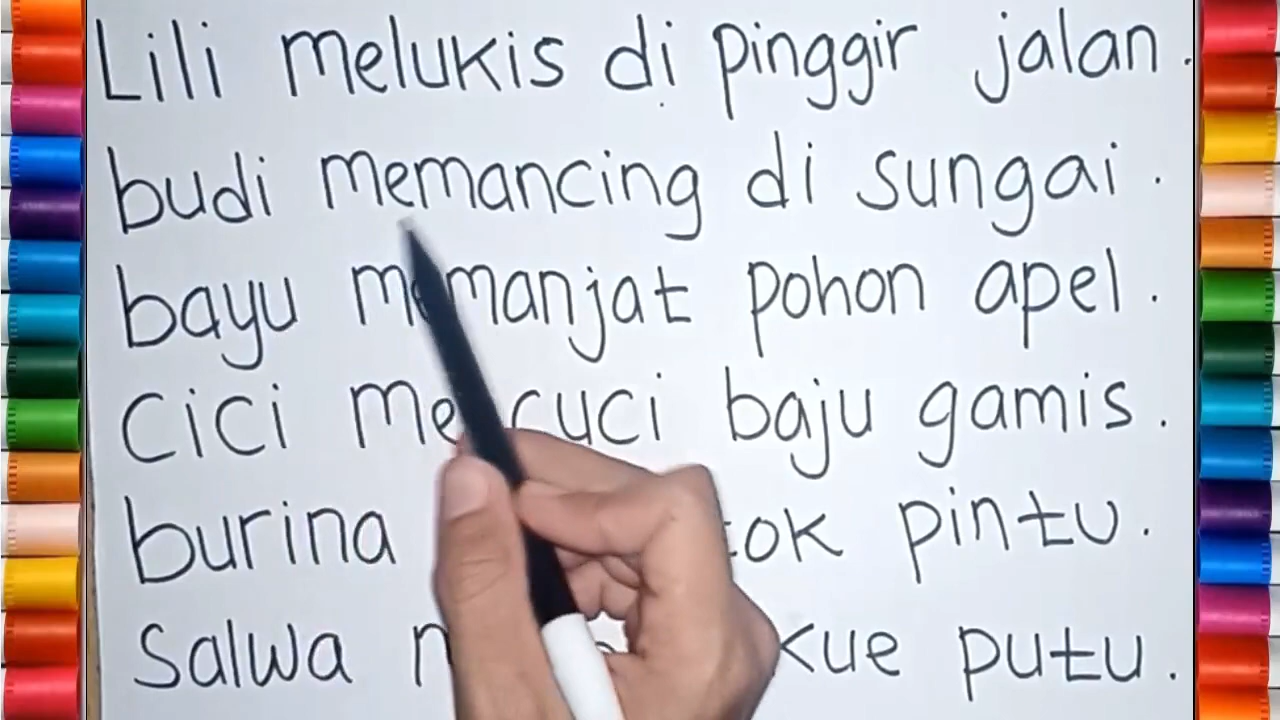 Lili melukis di pinggir jalan.
budi memancing di sungai.
bayu memanjat pohon apel.
cici mencuci baju gamis.
burina pintu.
Salwa kue putu.